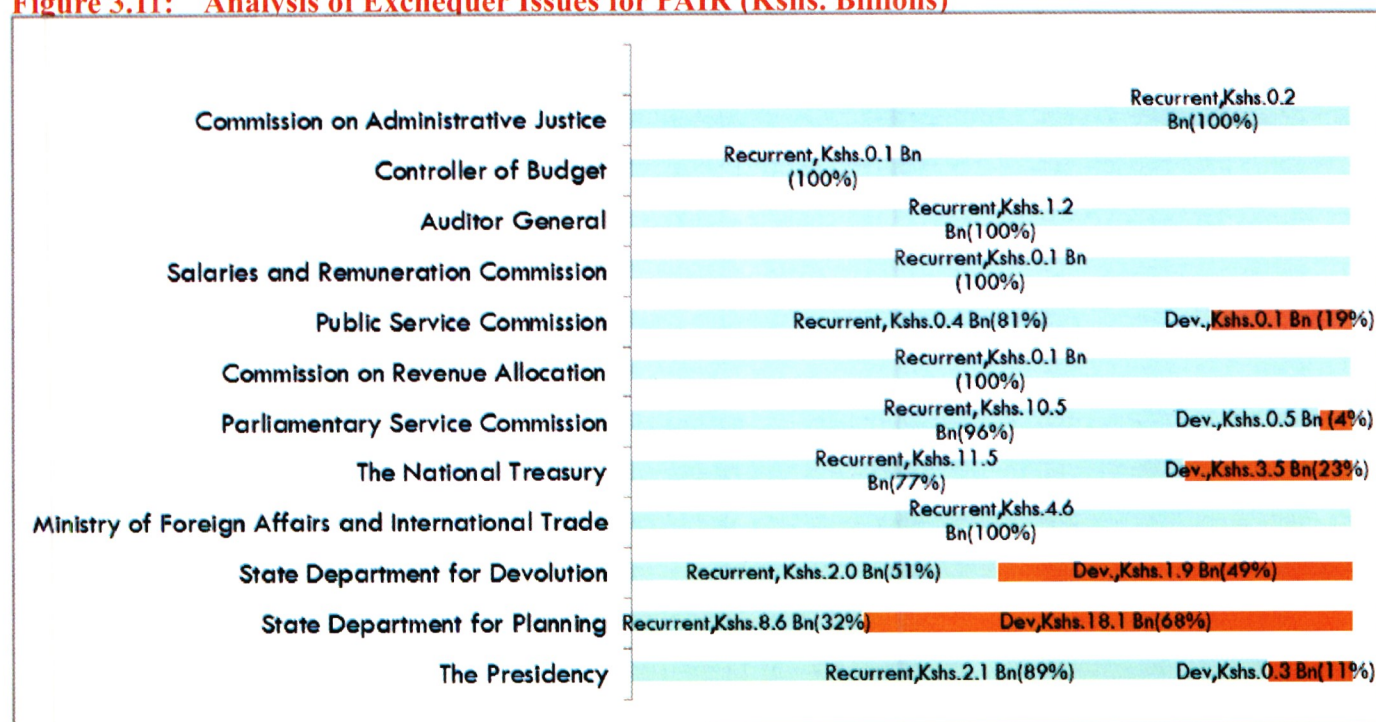 Figure 3.11: Analysis of Exchequer Issues for PAIR (Kshs. Billions)
Commission on Administrative Justice
Recurrent,Kshs.0.2
Bn(100%)
Controller of Budget
Recurrent,Kshs.0.1 Bn
(100%)
Auditor General
Recurrent,Kshs.1.2
Bn(100%)
Salaries and Remuneration Commission
Recurrent,Kshs.0.1 Bn
(100%)
Public Service Commission
Recurrent, Kshs.0.4 Bn(81%)
Dev.,Kshs.0.1 Bn (19%)
Commission on Revenue Allocation
Recurrent,Kshs.0.1 Bn
(100%)
Parliamentary Service Commission
Recurrent, Kshs.10.5
Bn(96%)
Dev.,Kshs.0.5 Bn (4%)
The National Treasury
Recurrent,Kshs.11.5
Bn(77%)
Dev.,Kshs.3.5 Bn(23%)
Ministry of Foreign Affairs and International Trade
Recurrent,Kshs.4.6
Bn(100%)
State Department for Devolution
Recurrent, Kshs.2.0 Bn(51%)
Dev.,Kshs.1.9 Bn(49%)
State Department for Planning
Recurrent,Kshs.8.6 Bn(32%)
Dev,Kshs.18.1 Bn(68%)
The Presidency
Recurrent,Kshs.2.1 Bn(89%)
Dev,Kshs.0.3 Bn(11%)